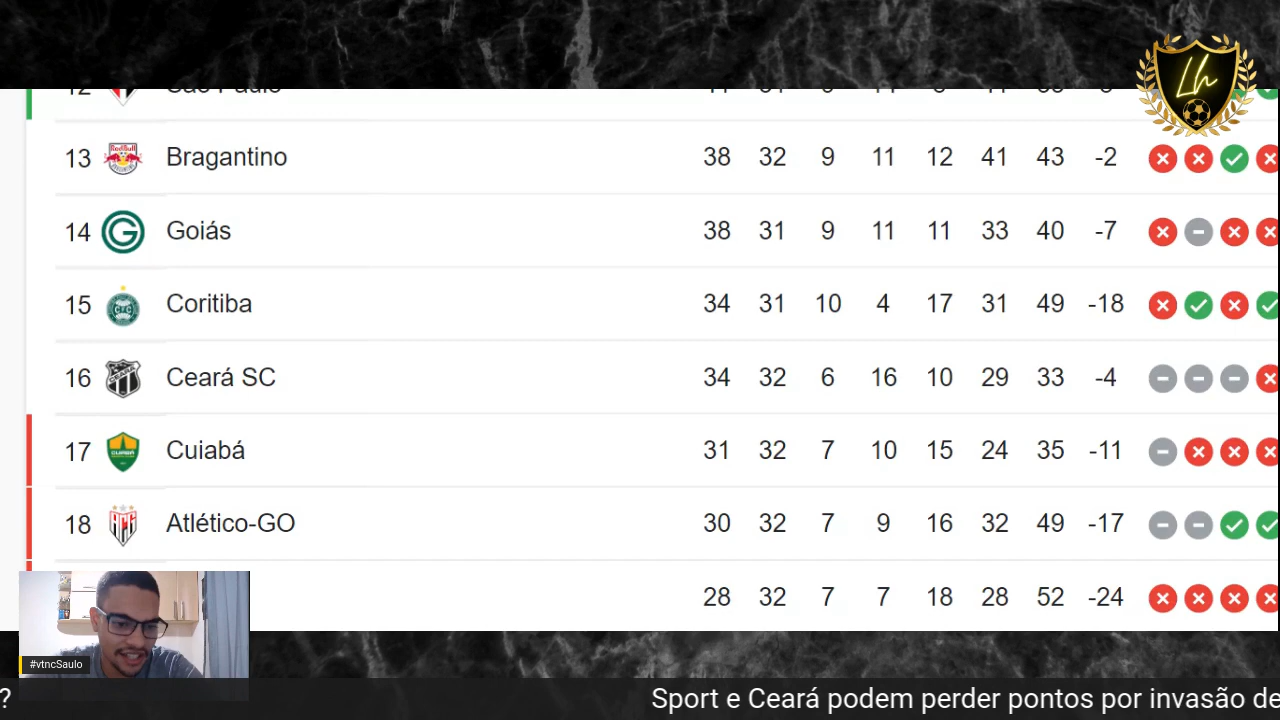 Lh
12 São Paulo
13 Bragantino 38 32 9 11 12 41 43 -2
14 Goiás 38 31 9 11 11 33 40 -7
15 Coritiba 34 31 10 4 17 31 49 -18
16 Ceará SC 34 32 6 16 10 29 33 -4
17 Cuiabá 31 32 7 10 15 24 35 -11
18 Atlético-GO 30 32 7 9 16 32 49 -17
28 32 7 7 18 28 52 -24
#vtncSaulo
? Sport e Ceará podem perder pontos por invasão de